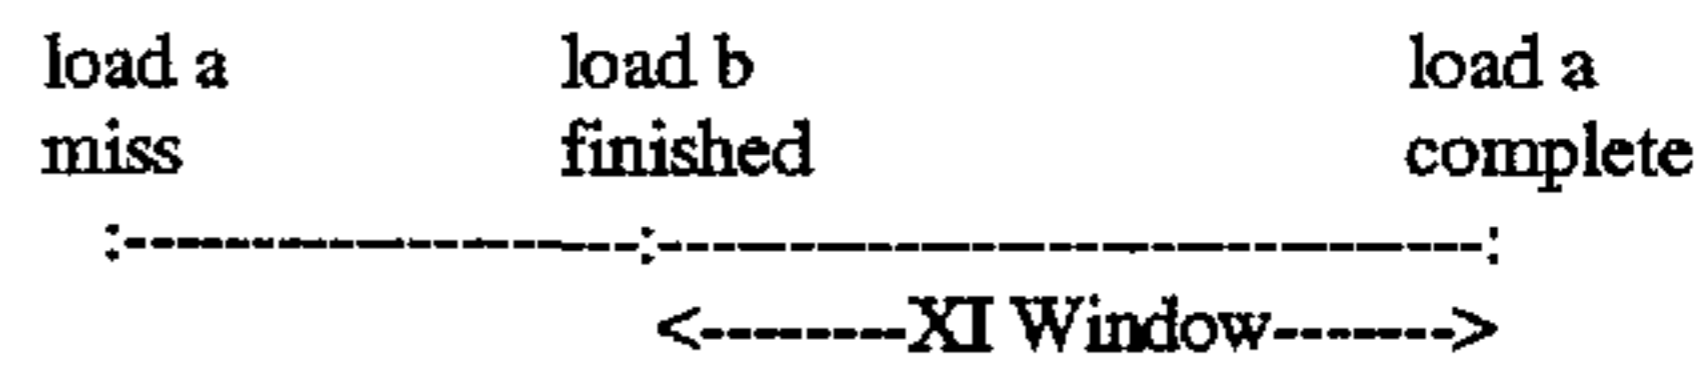 load a load b load a
miss finished complete
:--------------------:--------------------------------:
<--------XI Window------->